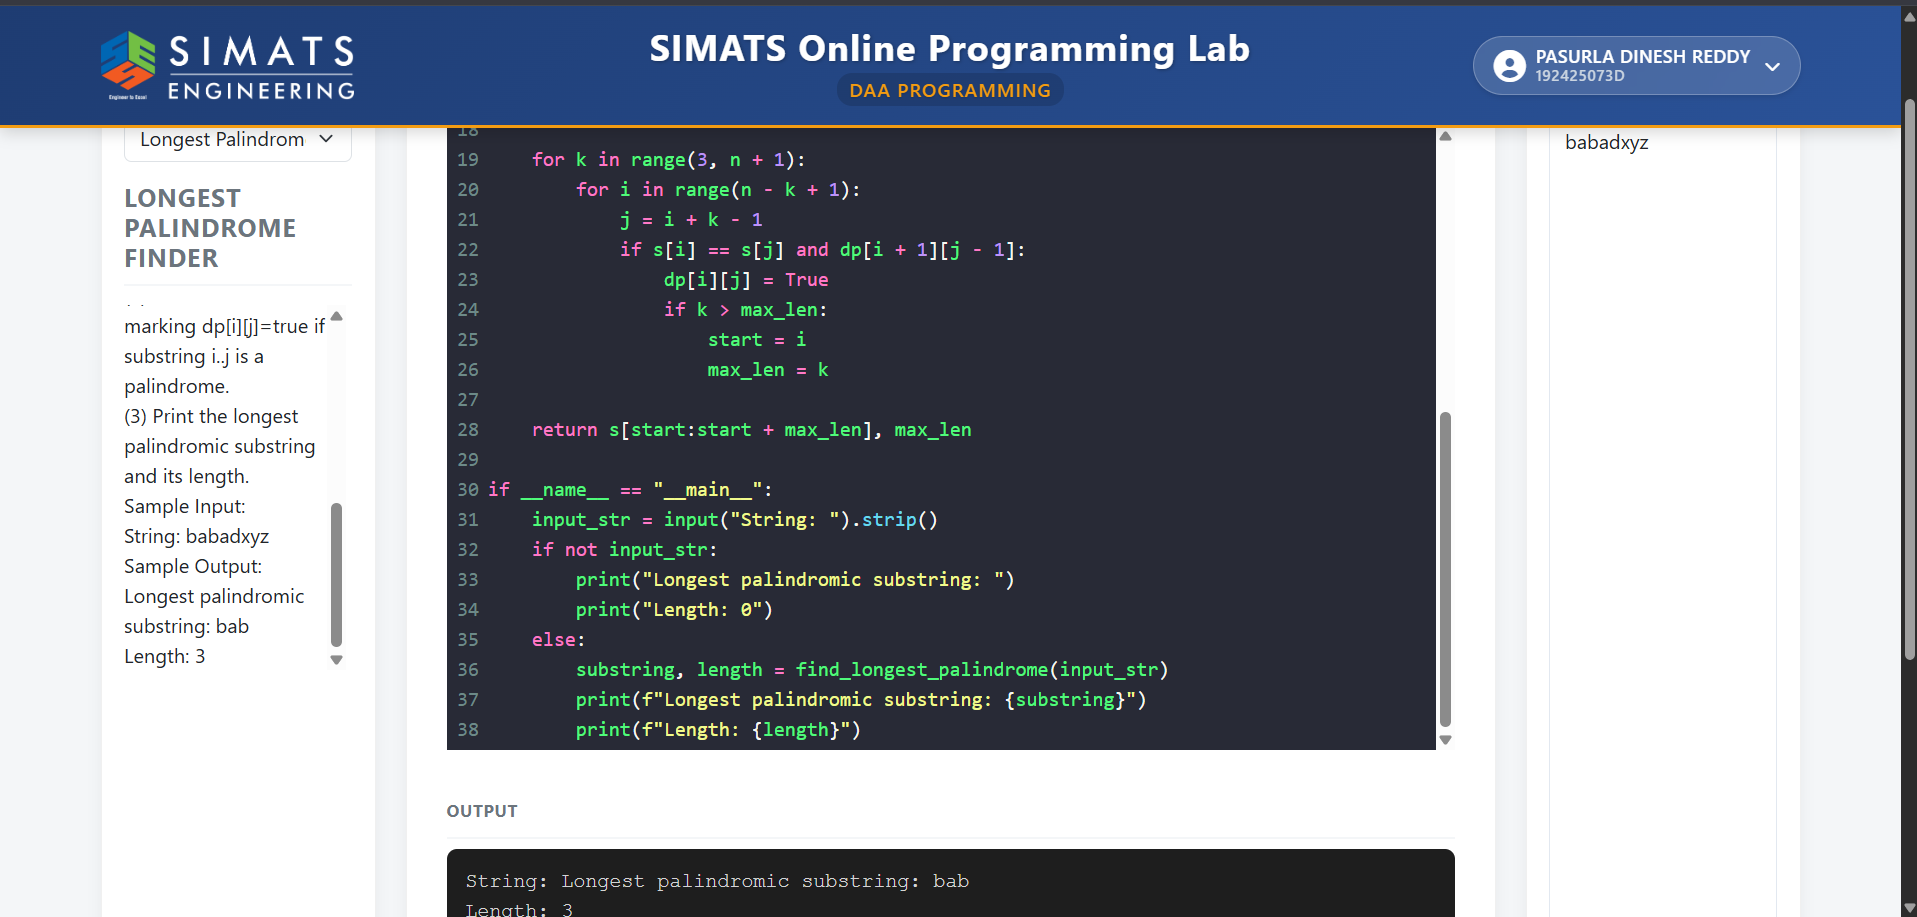 SIMATS
ENGINEERING
Engineer to Excel
SIMATS Online Programming Lab
DAA PROGRAMMING
PASURLA DINESH REDDY
192425073D
Longest Palindrom
LONGEST
PALINDROME
FINDER
marking dp[i][j]=true if
substring i..j is a
palindrome.
(3) Print the longest
palindromic substring
and its length.
Sample Input:
String: babadxyz
Sample Output:
Longest palindromic
substring: bab
Length: 3
18
19 for k in range(3, n + 1):
20 for i in range(n - k + 1):
21 j = i + k - 1
22 if s[i] == s[j] and dp[i + 1][j - 1]:
23 dp[i][j] = True
24 if k > max_len:
25 start = i
26 max_len = k
27
28 return s[start:start + max_len], max_len
29
30 if __name__ == "__main__":
31 input_str = input("String: ").strip()
32 if not input_str:
33 print("Longest palindromic substring: ")
34 print("Length: 0")
35 else:
36 substring, length = find_longest_palindrome(input_str)
37 print(f"Longest palindromic substring: {substring}")
38 print(f"Length: {length}")
OUTPUT
String: Longest palindromic substring: bab
Length: 3
babadxyz